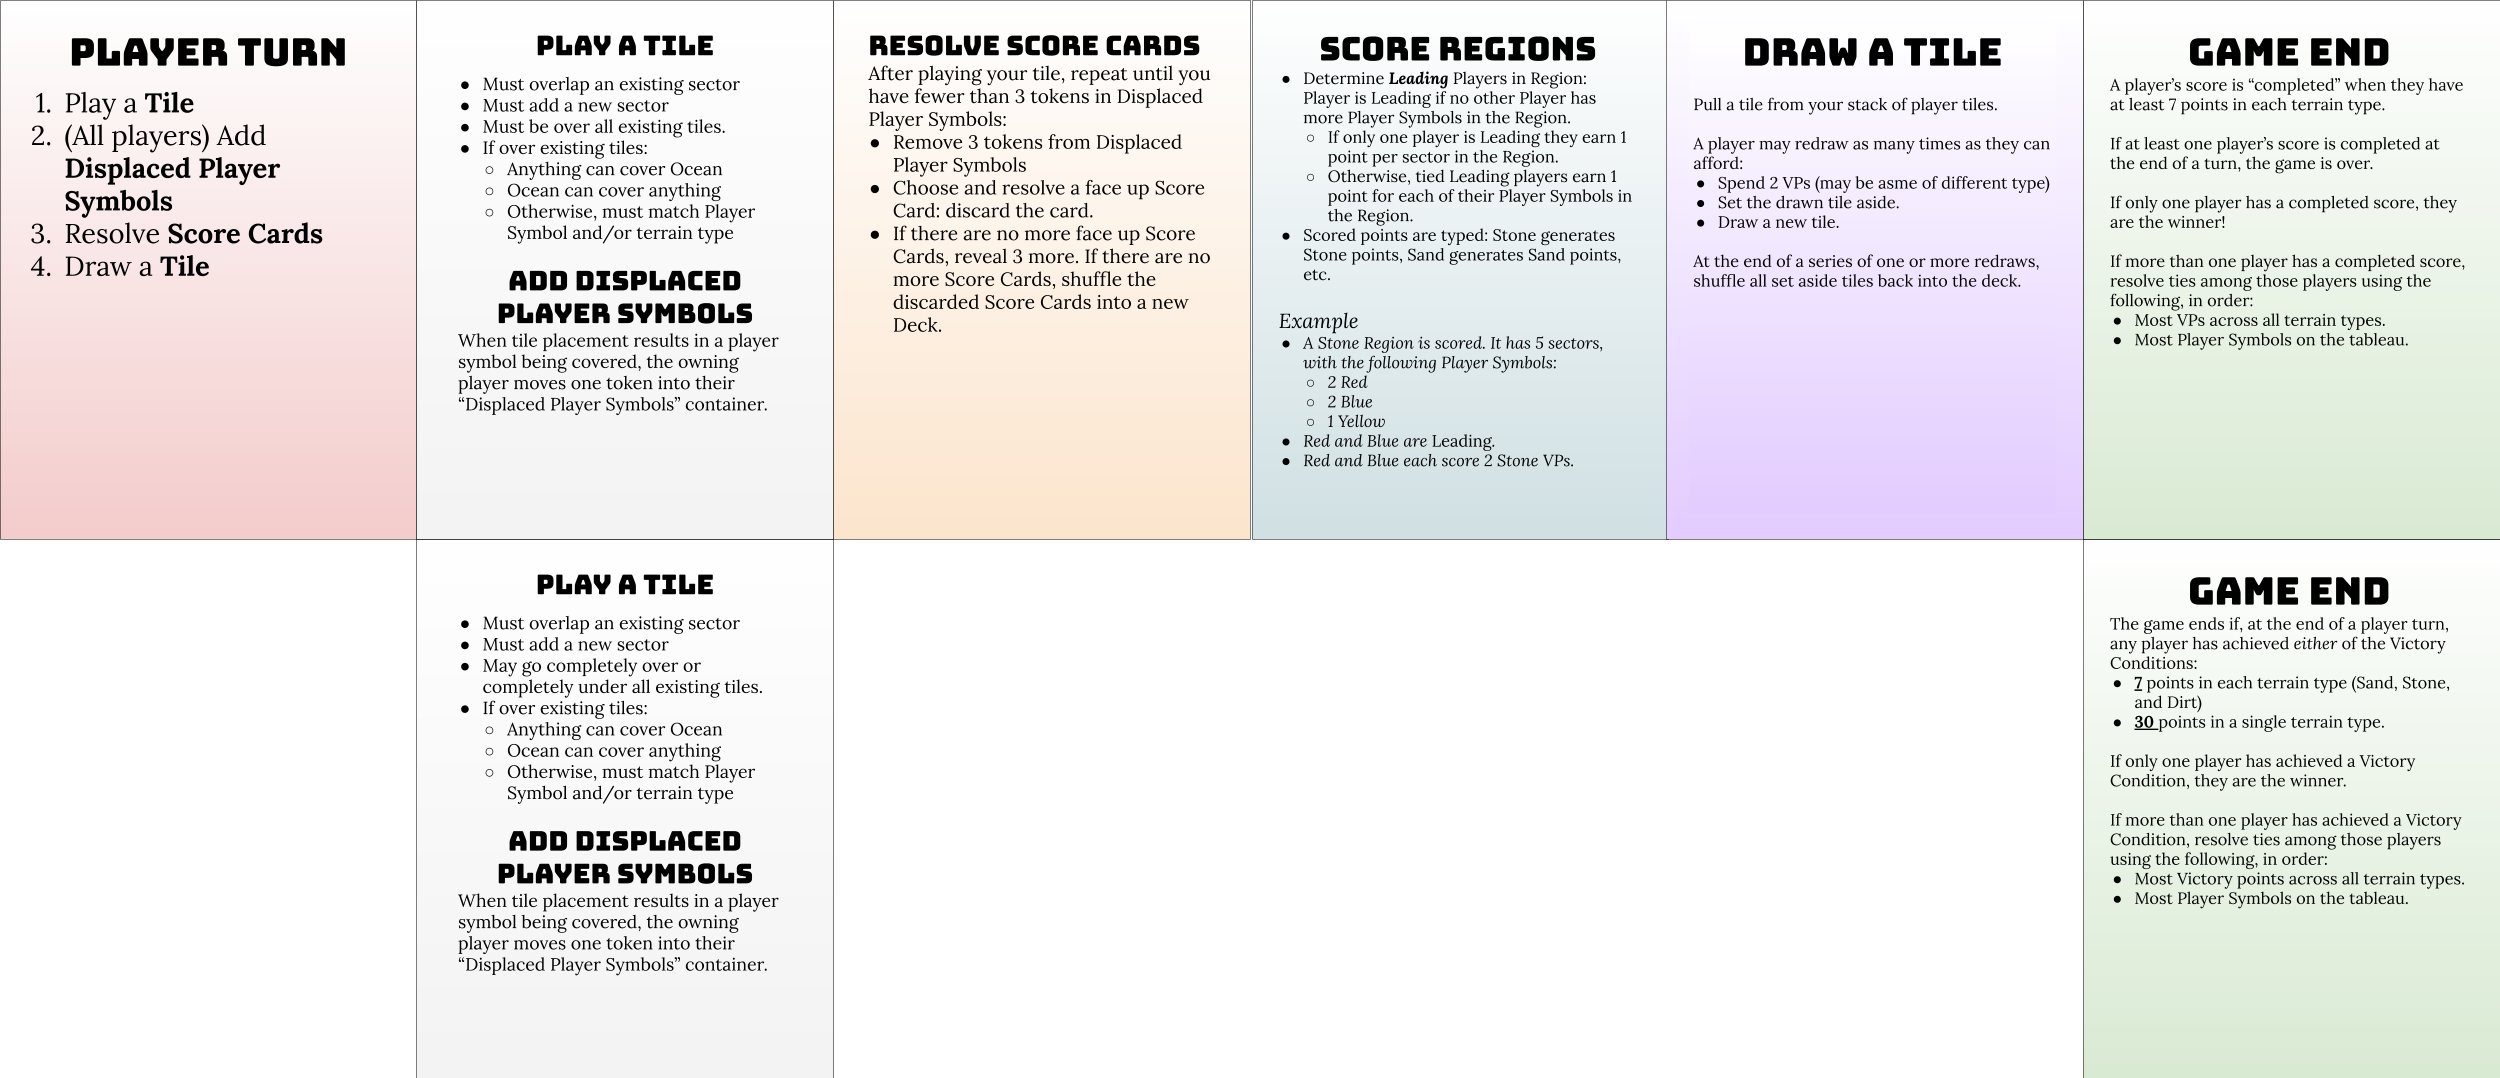 PLAYER TURN
1. Play a Tile
2. (All players) Add
Displaced Player
Symbols
3. Resolve Score Cards
4. Draw a Tile
PLAY A TILE
● Must overlap an existing sector
● Must add a new sector
● Must be over all existing tiles.
● If over existing tiles:
○ Anything can cover Ocean
○ Ocean can cover anything
○ Otherwise, must match Player
Symbol and/or terrain type
ADD DISPLACED
PLAYER SYMBOLS
When tile placement results in a player
symbol being covered, the owning
player moves one token into their
“Displaced Player Symbols” container.
RESOLVE SCORE CARDS
After playing your tile, repeat until you
have fewer than 3 tokens in Displaced
Player Symbols:
● Remove 3 tokens from Displaced
Player Symbols
● Choose and resolve a face up Score
Card: discard the card.
● If there are no more face up Score
Cards, reveal 3 more. If there are no
more Score Cards, shuffle the
discarded Score Cards into a new
Deck.
SCORE REGIONS
● Determine Leading Players in Region:
Player is Leading if no other Player has
more Player Symbols in the Region.
○ If only one player is Leading they earn 1
point per sector in the Region.
○ Otherwise, tied Leading players earn 1
point for each of their Player Symbols in
the Region.
● Scored points are typed: Stone generates
Stone points, Sand generates Sand points,
etc.
Example
● A Stone Region is scored. It has 5 sectors,
with the following Player Symbols:
○ 2 Red
○ 2 Blue
○ 1 Yellow
● Red and Blue are Leading.
● Red and Blue each score 2 Stone VPs.
DRAW A TILE
Pull a tile from your stack of player tiles.
A player may redraw as many times as they can
afford:
● Spend 2 VPs (may be asme of different type)
● Set the drawn tile aside.
● Draw a new tile.
At the end of a series of one or more redraws,
shuffle all set aside tiles back into the deck.
GAME END
A player’s score is “completed” when they have
at least 7 points in each terrain type.
If at least one player’s score is completed at
the end of a turn, the game is over.
If only one player has a completed score, they
are the winner!
If more than one player has a completed score,
resolve ties among those players using the
following, in order:
● Most VPs across all terrain types.
● Most Player Symbols on the tableau.
PLAY A TILE
● Must overlap an existing sector
● Must add a new sector
● May go completely over or
completely under all existing tiles.
● If over existing tiles:
○ Anything can cover Ocean
○ Ocean can cover anything
○ Otherwise, must match Player
Symbol and/or terrain type
ADD DISPLACED
PLAYER SYMBOLS
When tile placement results in a player
symbol being covered, the owning
player moves one token into their
“Displaced Player Symbols” container.
GAME END
The game ends if, at the end of a player turn,
any player has achieved either of the Victory
Conditions:
● 7 points in each terrain type (Sand, Stone,
and Dirt)
● 30 points in a single terrain type.
If only one player has achieved a Victory
Condition, they are the winner.
If more than one player has achieved a Victory
Condition, resolve ties among those players
using the following, in order:
● Most Victory points across all terrain types.
● Most Player Symbols on the tableau.